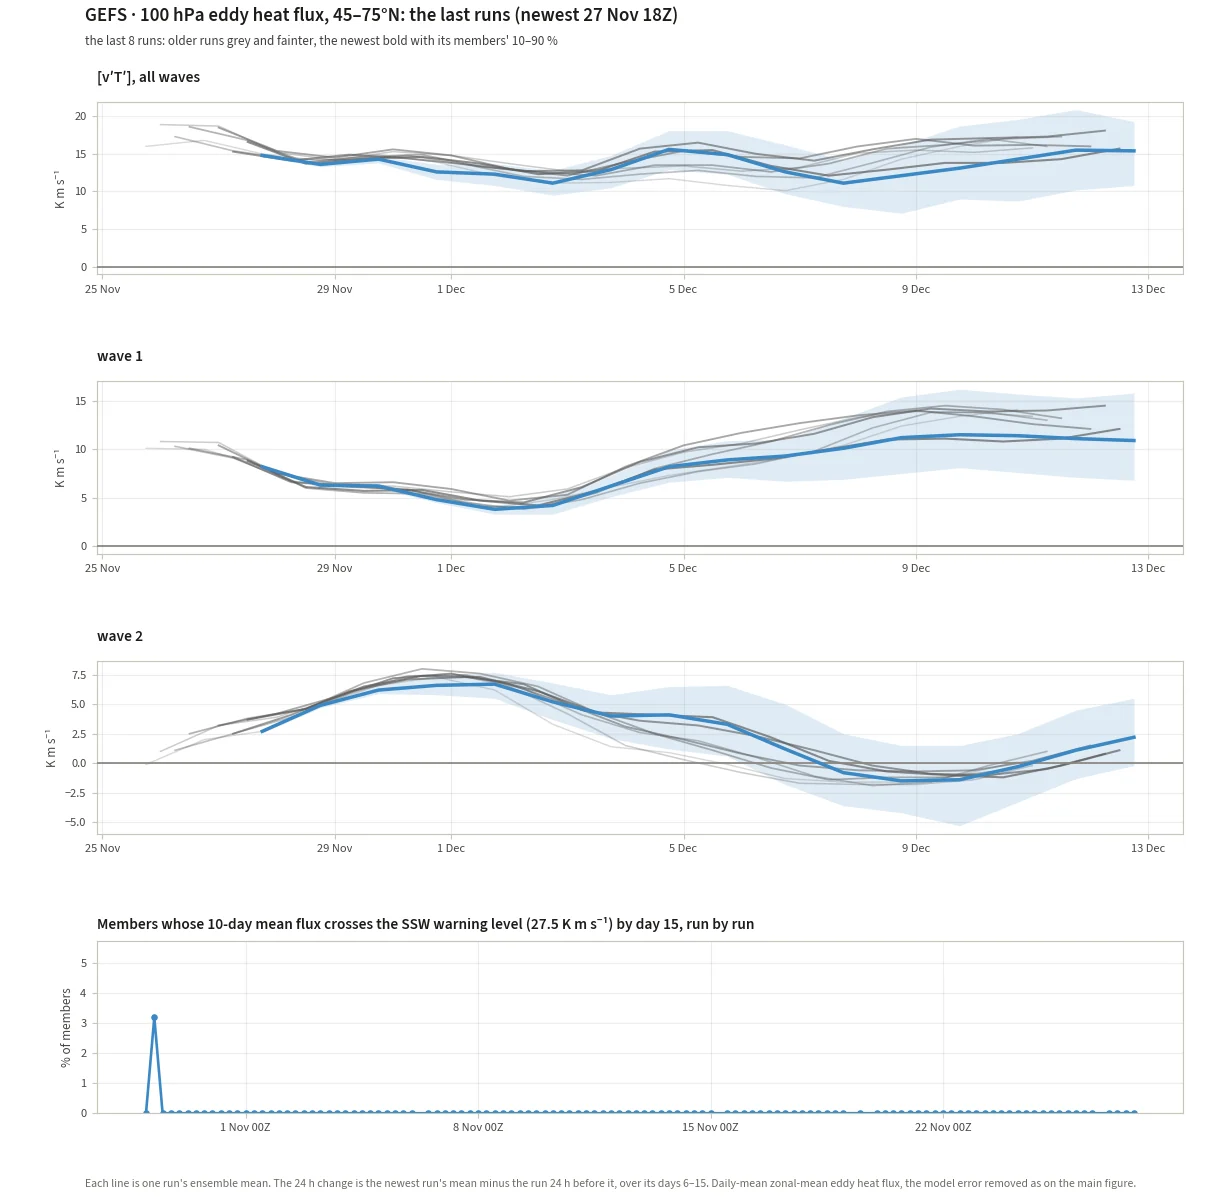 GEFS · 100 hPa eddy heat flux, 45–75°N: the last runs (newest 27 Nov 18Z)
the last 8 runs: older runs grey and fainter, the newest bold with its members' 10–90 %
[v′T′], all waves
20
15
10
5
0
K m s⁻¹
25 Nov 29 Nov 1 Dec 5 Dec 9 Dec 13 Dec
wave 1
15
10
5
0
K m s⁻¹
25 Nov 29 Nov 1 Dec 5 Dec 9 Dec 13 Dec
wave 2
7.5
5.0
2.5
0.0
−2.5
−5.0
K m s⁻¹
25 Nov 29 Nov 1 Dec 5 Dec 9 Dec 13 Dec
Members whose 10-day mean flux crosses the SSW warning level (27.5 K m s⁻¹) by day 15, run by run
5
4
3
2
1
0
% of members
1 Nov 00Z 8 Nov 00Z 15 Nov 00Z 22 Nov 00Z
Each line is one run's ensemble mean. The 24 h change is the newest run's mean minus the run 24 h before it, over its days 6–15. Daily-mean zonal-mean eddy heat flux, the model error removed as on the main figure.